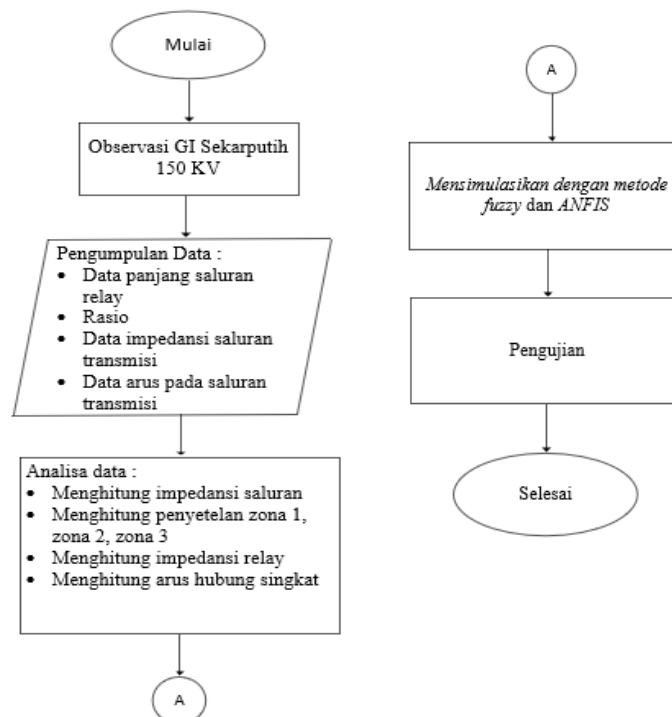 Mulai
Observasi GI Sekarputih
150 KV
Pengumpulan Data :
• Data panjang saluran
relay
• Rasio
• Data impedansi saluran
transmisi
• Data arus pada saluran
transmisi
Analisa data :
• Menghitung impedansi saluran
• Menghitung penyetelan zona 1,
zona 2, zona 3
• Menghitung impedansi relay
• Menghitung arus hubung singkat
A
A
Mensimulasikan dengan metode
fuzzy dan ANFIS
Pengujian
Selesai